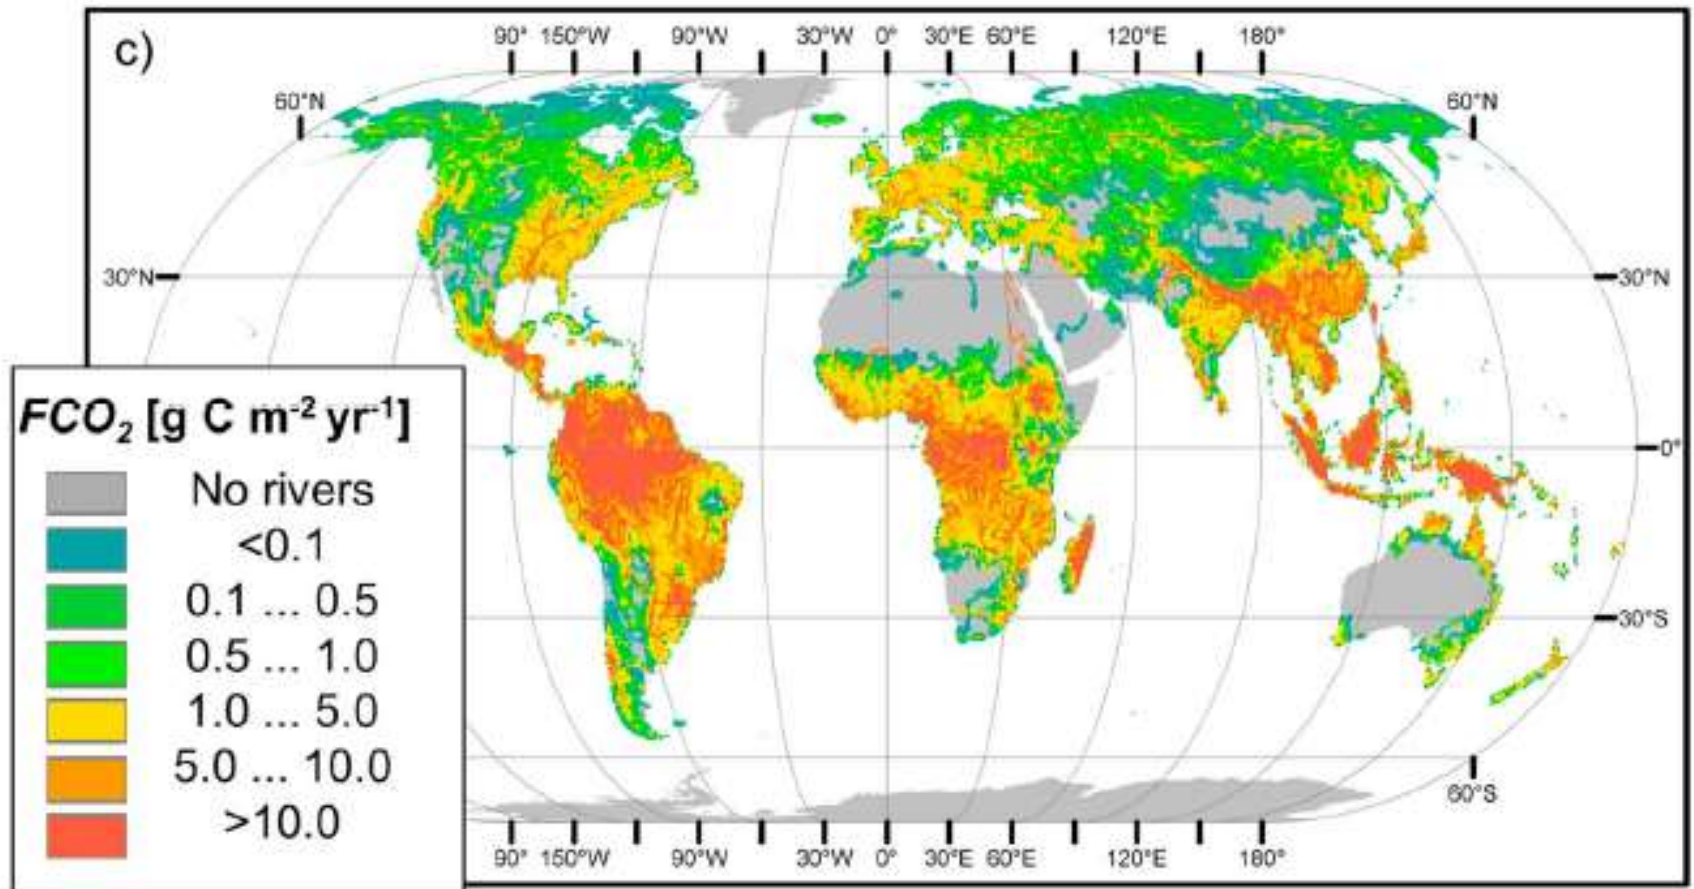 c)
90° 150°W 90°W 30°W 0° 30°E 60°E 120°E 180°
60°N 60°N
30°N 30°N
0°
30°S
60°S
FCO₂ [g C m⁻² yr⁻¹]
No rivers
<0.1
0.1 ... 0.5
0.5 ... 1.0
1.0 ... 5.0
5.0 ... 10.0
>10.0
90° 150°W 90°W 30°W 0° 30°E 60°E 120°E 180°